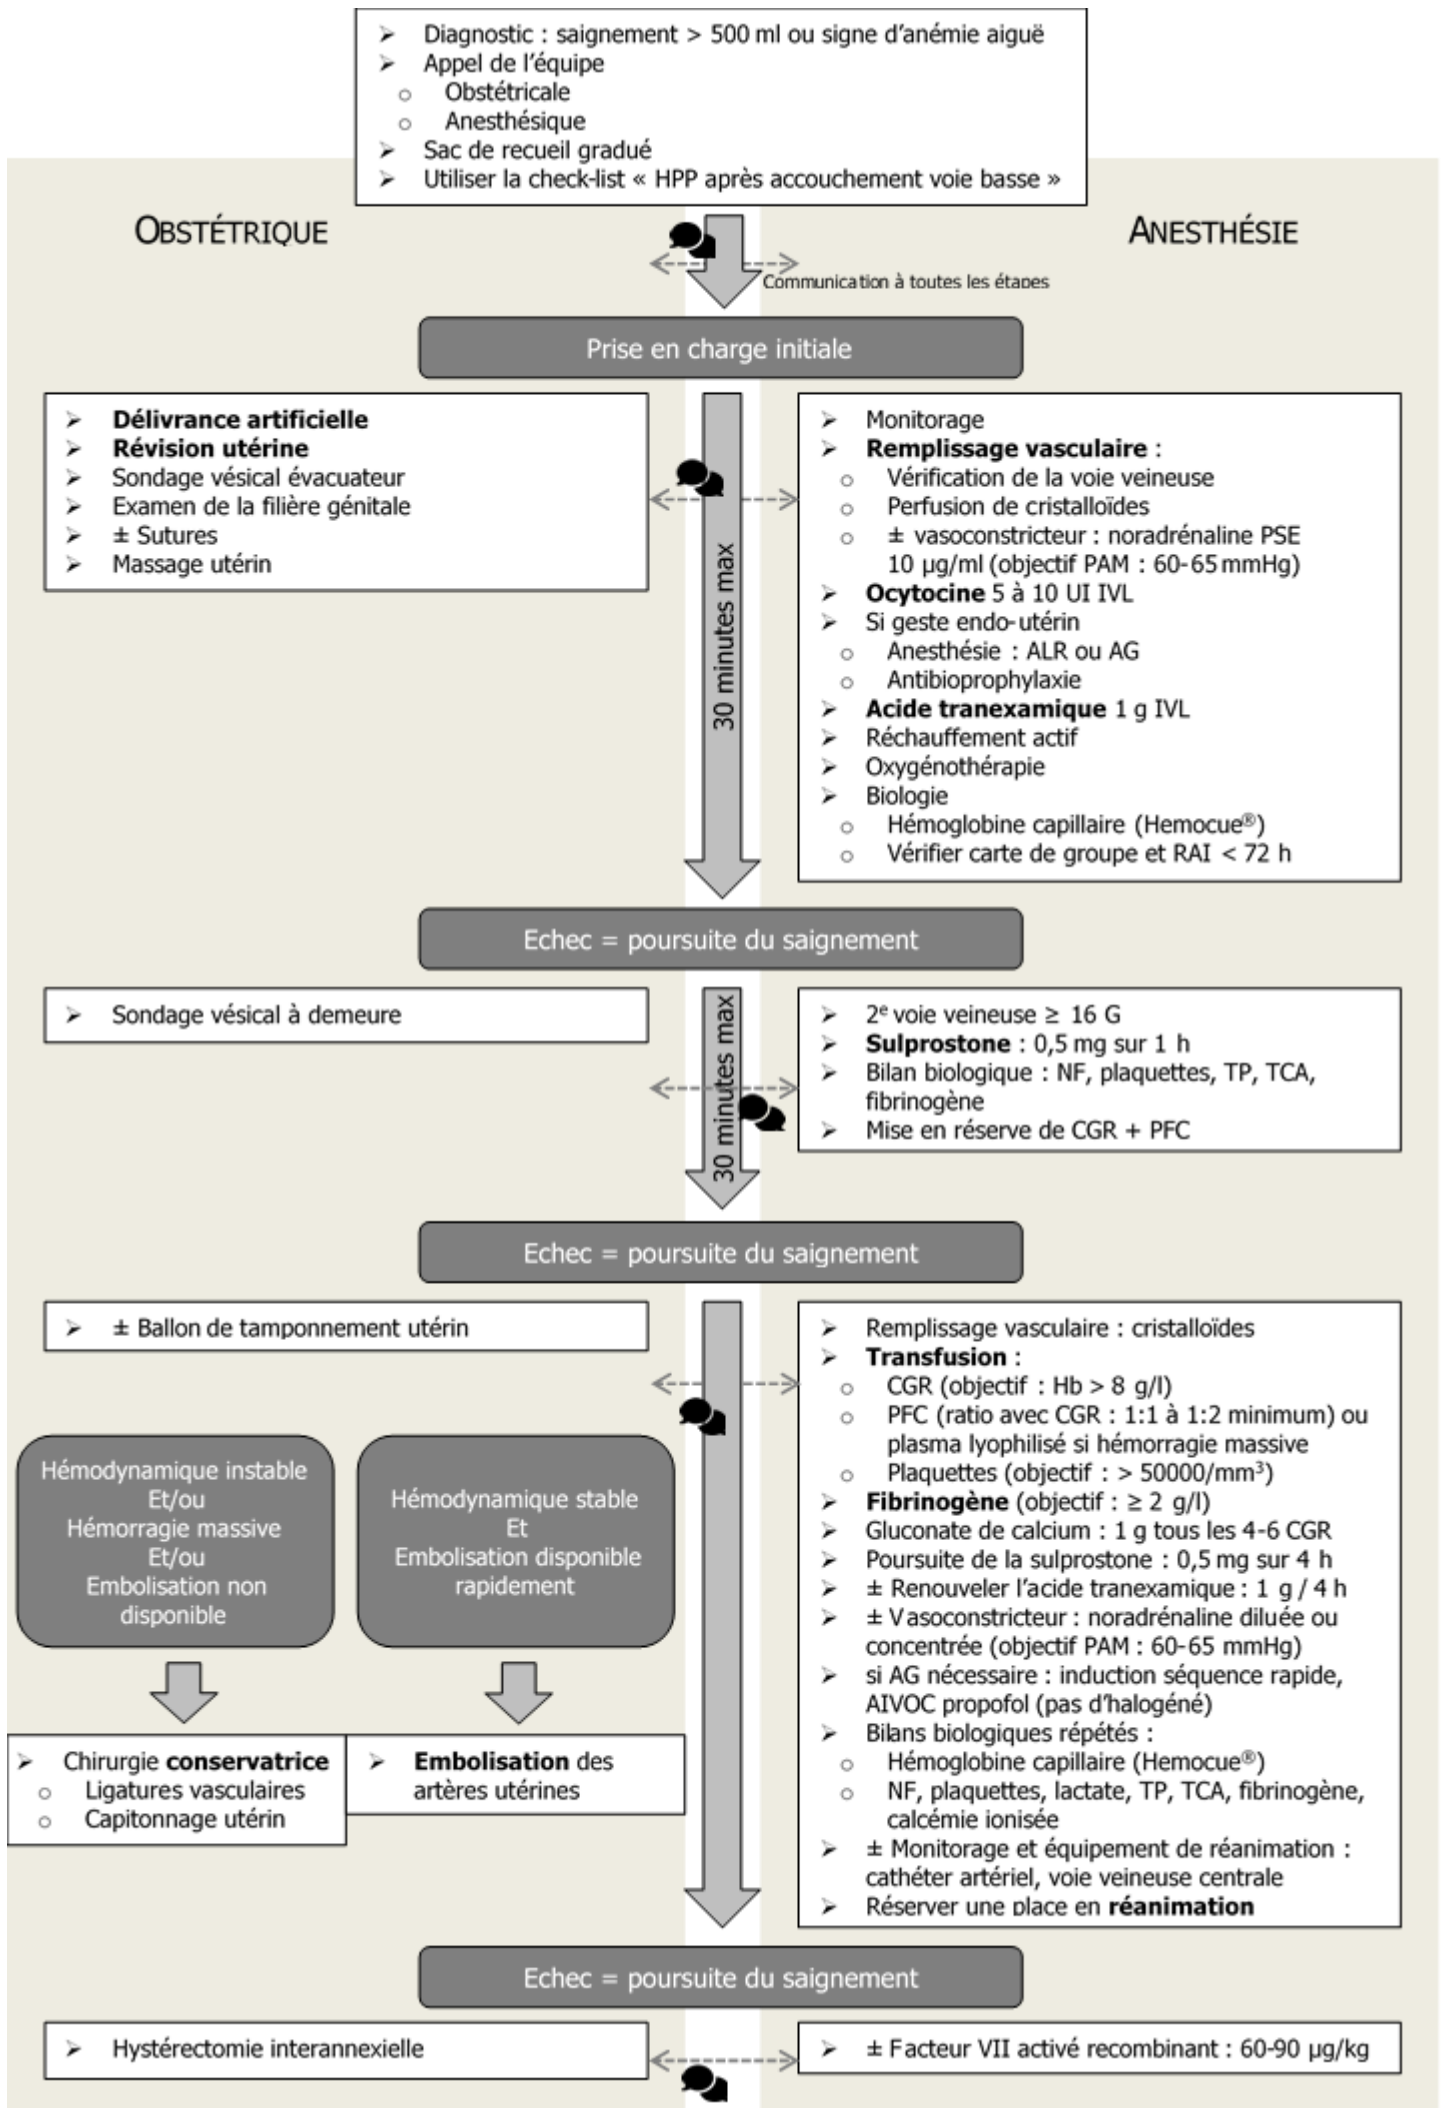 ➢ Diagnostic : saignement > 500 ml ou signe d'anémie aiguë
➢ Appel de l'équipe
o Obstétricale
o Anesthésique
➢ Sac de recueil gradué
➢ Utiliser la check-list « HPP après accouchement voie basse »
OBSTÉTRIQUE
ANESTHÉSIE
Communication à toutes les étapes
Prise en charge initiale
➢ Délivrance artificielle
➢ Révision utérine
➢ Sondage vésical évacuateur
➢ Examen de la filière génitale
➢ ± Sutures
➢ Massage utérin
30 minutes max
➢ Monitorage
➢ Remplissage vasculaire :
o Vérification de la voie veineuse
o Perfusion de cristalloïdes
o ± vasoconstricteur : noradrénaline PSE
10 µg/ml (objectif PAM : 60-65 mmHg)
➢ Ocytocine 5 à 10 UI IVL
➢ Si geste endo-utérin
o Anesthésie : ALR ou AG
o Antibioprophylaxie
➢ Acide tranexamique 1 g IVL
➢ Réchauffement actif
➢ Oxygénothérapie
➢ Biologie
o Hémoglobine capillaire (Hemocue®)
o Vérifier carte de groupe et RAI < 72 h
Echec = poursuite du saignement
➢ Sondage vésical à demeure
30 minutes max
➢ 2e voie veineuse ≥ 16 G
➢ Sulprostone : 0,5 mg sur 1 h
➢ Bilan biologique : NF, plaquettes, TP, TCA,
fibrinogène
➢ Mise en réserve de CGR + PFC
Echec = poursuite du saignement
➢ ± Ballon de tamponnement utérin
Hémodynamique instable
Et/ou
Hémorragie massive
Et/ou
Embolisation non
disponible
Hémodynamique stable
Et
Embolisation disponible
rapidement
➢ Chirurgie conservatrice
o Ligatures vasculaires
o Capitonnage utérin
➢ Embolisation des
artères utérines
➢ Remplissage vasculaire : cristalloïdes
➢ Transfusion :
o CGR (objectif : Hb > 8 g/l)
o PFC (ratio avec CGR : 1:1 à 1:2 minimum) ou
plasma lyophilisé si hémorragie massive
o Plaquettes (objectif : > 50000/mm³)
➢ Fibrinogène (objectif : ≥ 2 g/l)
➢ Gluconate de calcium : 1 g tous les 4-6 CGR
➢ Poursuite de la sulprostone : 0,5 mg sur 4 h
➢ ± Renouveler l'acide tranexamique : 1 g / 4 h
➢ ± Vasoconstricteur : noradrénaline diluée ou
concentrée (objectif PAM : 60-65 mmHg)
➢ si AG nécessaire : induction séquence rapide,
AIVOC propofol (pas d'halogéné)
➢ Bilans biologiques répétés :
o Hémoglobine capillaire (Hemocue®)
o NF, plaquettes, lactate, TP, TCA, fibrinogène,
calcémie ionisée
➢ ± Monitorage et équipement de réanimation :
cathéter artériel, voie veineuse centrale
➢ Réserver une place en réanimation
Echec = poursuite du saignement
➢ Hystérectomie interannexielle
➢ ± Facteur VII activé recombinant : 60-90 µg/kg